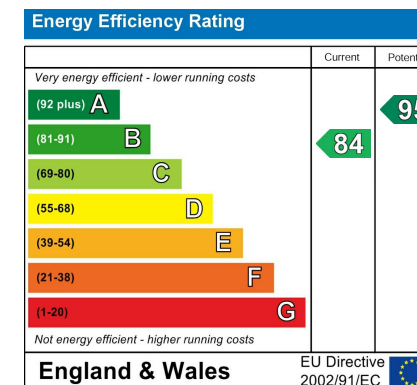 Energy Efficiency Rating
Current
Very energy efficient - lower running costs
(92 plus) A
95
(81-91) B
84
(69-80) C
(55-68) D
(39-54) E
(21-38) F
(1-20) G
Not energy efficient - higher running costs
England & Wales
EU Directive
2002/91/EC